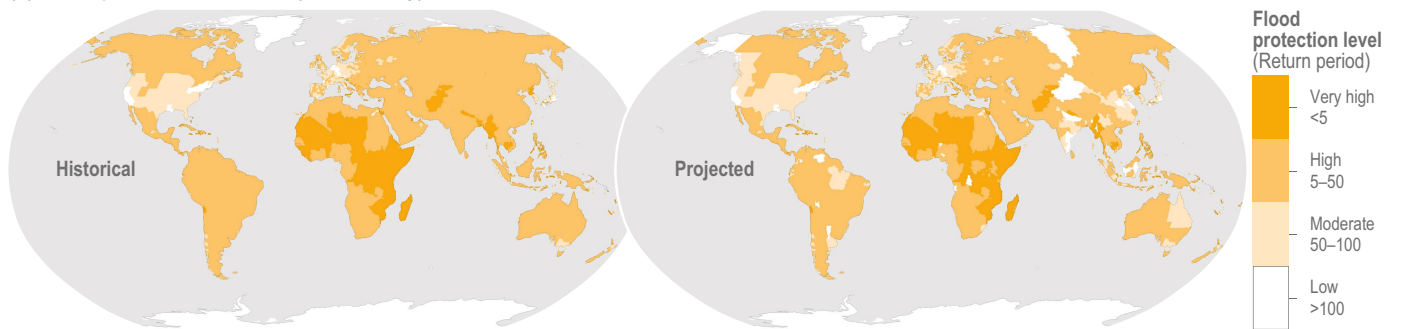 Historical
Projected
Flood
protection level
(Return period)
Very high
<5
High
5–50
Moderate
50–100
Low
>100